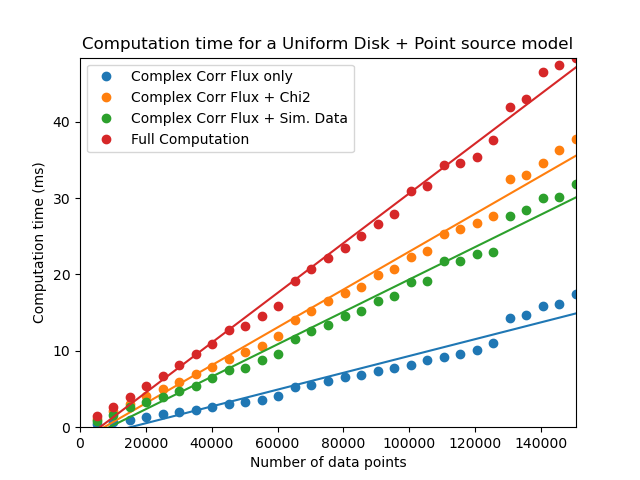 Computation time for a Uniform Disk + Point source model
Complex Corr Flux only
Complex Corr Flux + Chi2
Complex Corr Flux + Sim. Data
Full Computation
Computation time (ms)
40
30
20
10
0
0 20000 40000 60000 80000 100000 120000 140000
Number of data points